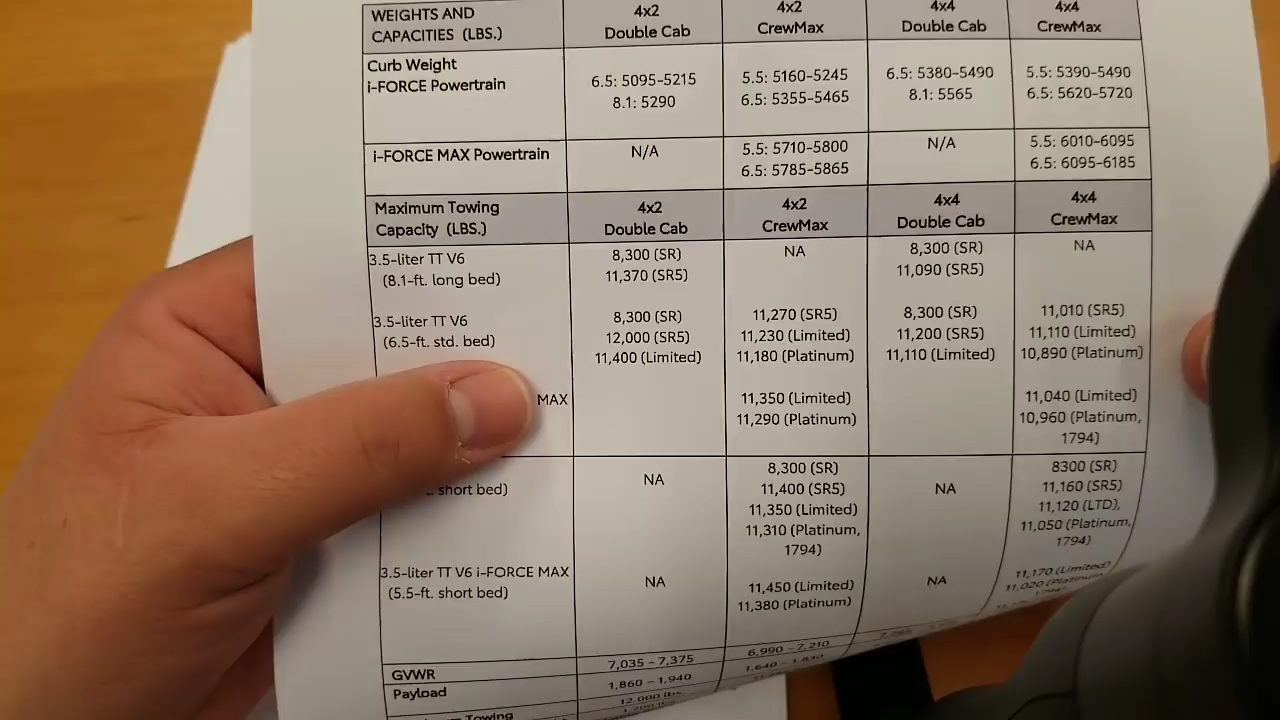 WEIGHTS AND CAPACITIES (LBS.) 4x2 Double Cab 4x2 CrewMax 4x4 Double Cab 4x4 CrewMax
Curb Weight
i-FORCE Powertrain 6.5: 5095-5215 5.5: 5160-5245 6.5: 5380-5490 5.5: 5390-5490
8.1: 5290 6.5: 5355-5465 8.1: 5565 6.5: 5620-5720
i-FORCE MAX Powertrain N/A 5.5: 5710-5800 N/A 5.5: 6010-6095
6.5: 5785-5865 6.5: 6095-6185
Maximum Towing Capacity (LBS.) 4x2 Double Cab 4x2 CrewMax 4x4 Double Cab 4x4 CrewMax
3.5-liter TT V6 8,300 (SR) NA 8,300 (SR) NA
(8.1-ft. long bed) 11,370 (SR5) 11,090 (SR5)
3.5-liter TT V6 8,300 (SR) 11,270 (SR5) 8,300 (SR) 11,010 (SR5)
(6.5-ft. std. bed) 12,000 (SR5) 11,230 (Limited) 11,200 (SR5) 11,110 (Limited)
11,400 (Limited) 11,180 (Platinum) 11,110 (Limited) 10,890 (Platinum)
MAX 11,350 (Limited) 11,040 (Limited)
11,290 (Platinum) 10,960 (Platinum,
1794)
NA 8,300 (SR) NA 8300 (SR)
short bed) 11,400 (SR5) 11,160 (SR5)
11,350 (Limited) 11,120 (LTD),
11,310 (Platinum, 11,050 (Platinum,
1794) 1794)
3.5-liter TT V6 i-FORCE MAX NA 11,450 (Limited) NA 11,170 (Limited)
(5.5-ft. short bed) 11,380 (Platinum) 11,020 (Platinum
GVWR 7,035 – 7,375 6,990 – 7,210
Payload 1,860 – 1,940
Towing 12,000 lbs.